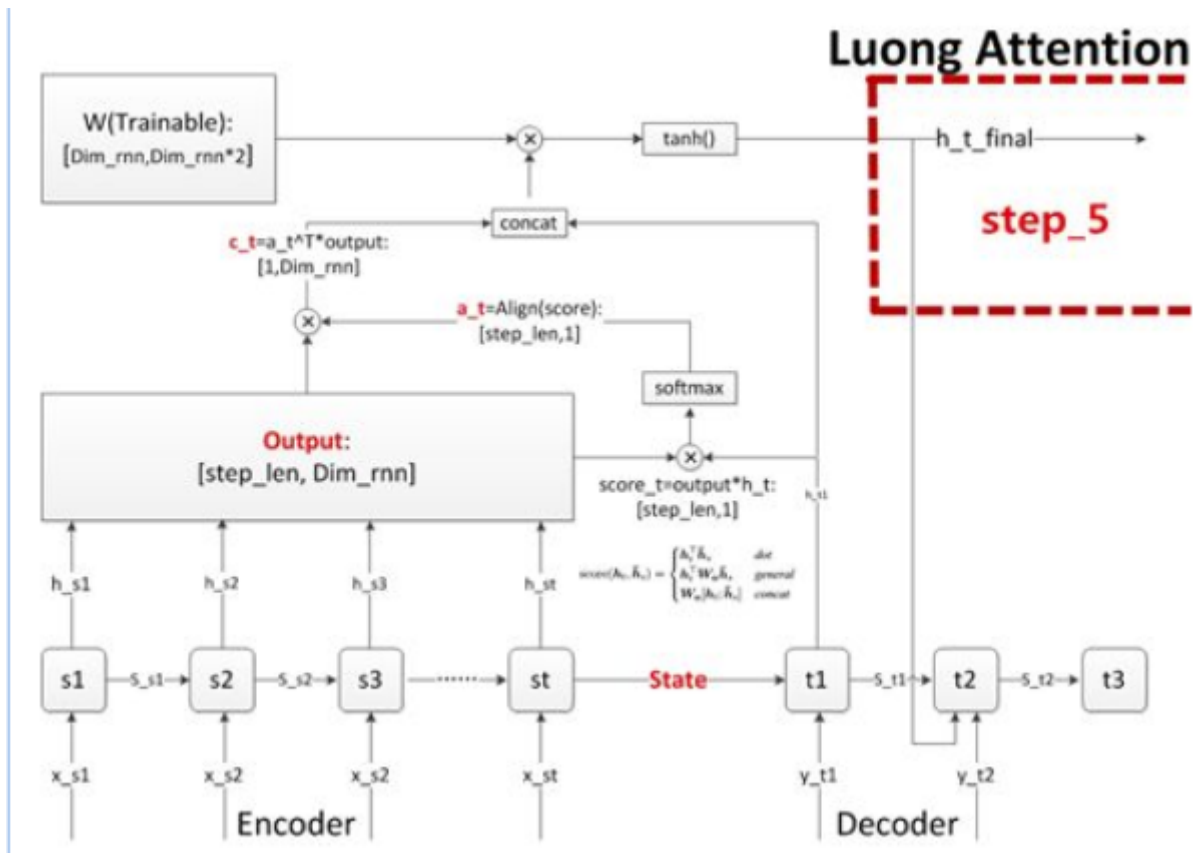 Luong Attention
W(Trainable):
[Dim_rnn,Dim_rnn*2]
tanh()
h_t_final
step_5
concat
c_t=a_t^T*output:
[1,Dim_rnn]
a_t=Align(score):
[step_len,1]
softmax
Output:
[step_len, Dim_rnn]
score_t=output*h_t:
[step_len,1]
h_t1
h_s1
h_s2
h_s3
h_st
dot
general
concat
s1
S_s1
s2
S_s2
s3
······
st
State
t1
S_t1
t2
S_t2
t3
x_s1
x_s2
x_s2
x_st
y_t1
y_t2
Encoder
Decoder